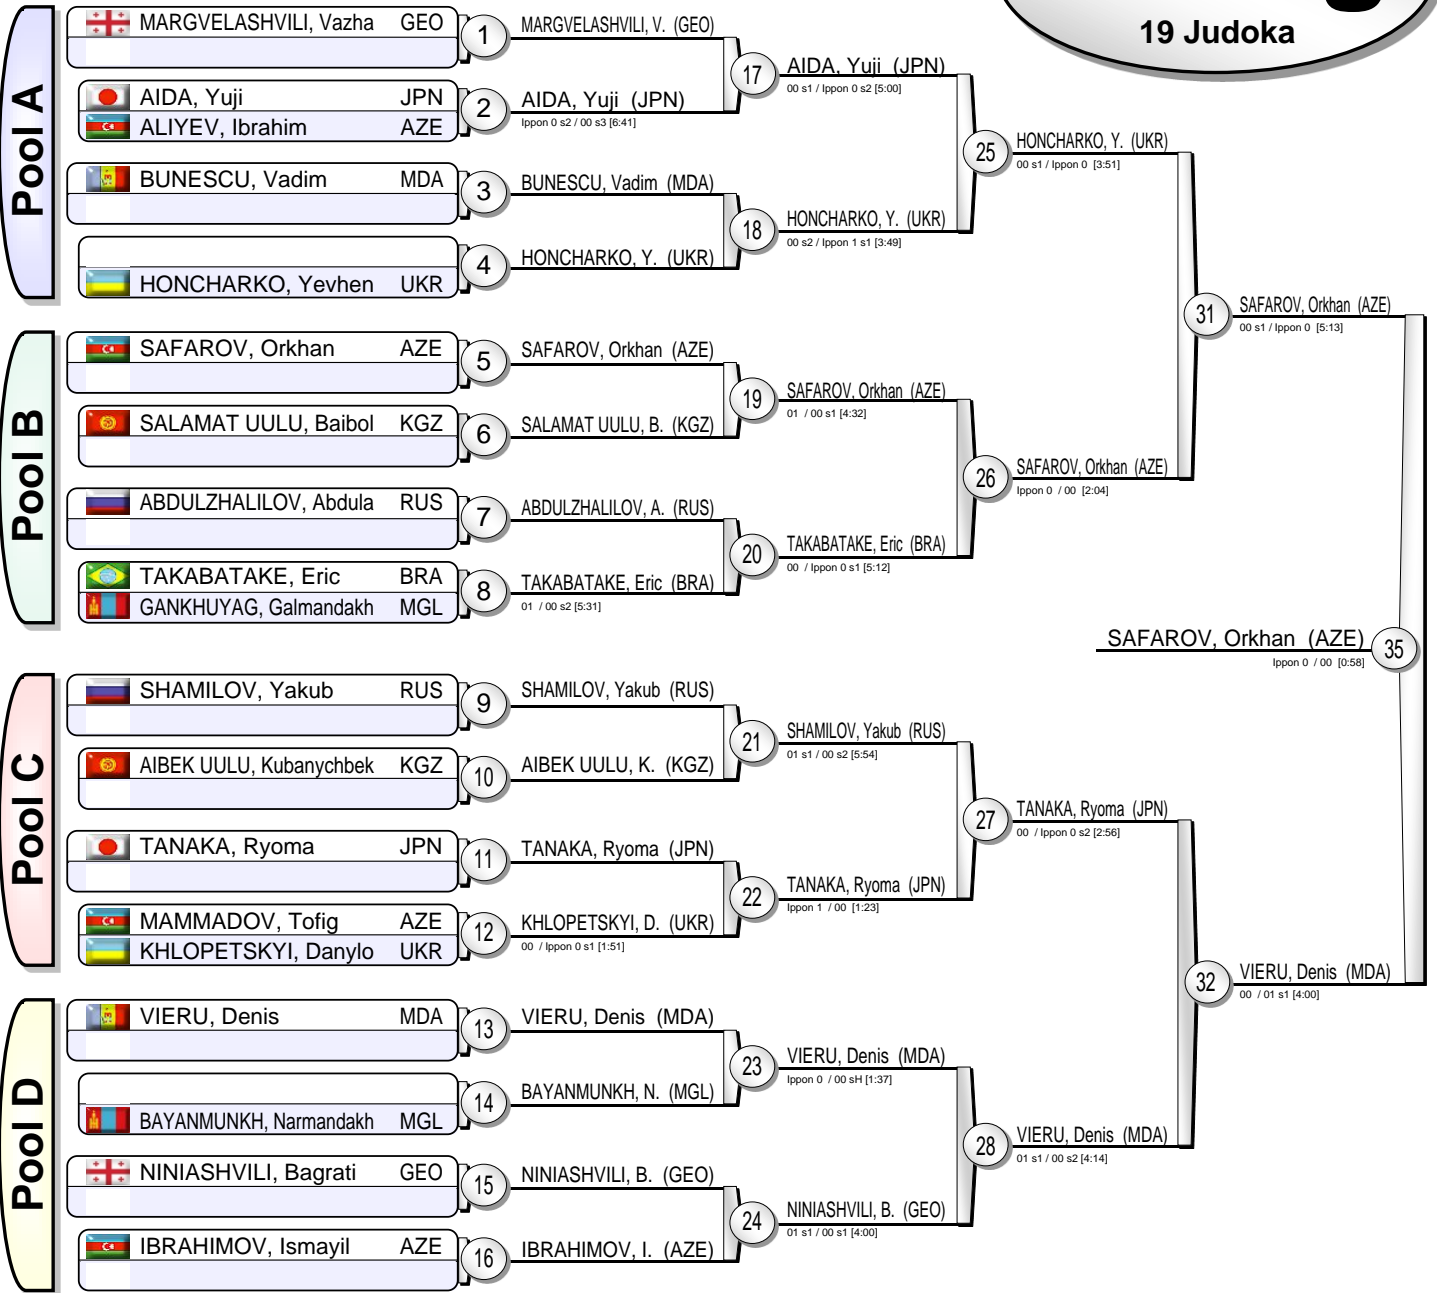 19 Judoka
Pool A
MARGVELASHVILI, Vazha GEO
1
AIDA, Yuji JPN
ALIYEV, Ibrahim AZE
2
BUNESCU, Vadim MDA
3
HONCHARKO, Yevhen UKR
4
Pool B
SAFAROV, Orkhan AZE
5
SALAMAT UULU, Baibol KGZ
6
ABDULZHALILOV, Abdula RUS
7
TAKABATAKE, Eric BRA
GANKHUYAG, Galmandakh MGL
8
Pool C
SHAMILOV, Yakub RUS
9
AIBEK UULU, Kubanychbek KGZ
10
TANAKA, Ryoma JPN
11
MAMMADOV, Tofig AZE
KHLOPETSKYI, Danylo UKR
12
Pool D
VIERU, Denis MDA
13
BAYANMUNKH, Narmandakh MGL
14
NINIASHVILI, Bagrati GEO
15
IBRAHIMOV, Ismayil AZE
16
MARGVELASHVILI, V. (GEO)
AIDA, Yuji (JPN)
Ippon 0 s2 / 00 s3 [6:41]
17
BUNESCU, Vadim (MDA)
HONCHARKO, Y. (UKR)
18
SAFAROV, Orkhan (AZE)
SALAMAT UULU, B. (KGZ)
19
ABDULZHALILOV, A. (RUS)
TAKABATAKE, Eric (BRA)
01 / 00 s2 [5:31]
20
SHAMILOV, Yakub (RUS)
AIBEK UULU, K. (KGZ)
21
TANAKA, Ryoma (JPN)
KHLOPETSKYI, D. (UKR)
00 / Ippon 0 s1 [1:51]
22
VIERU, Denis (MDA)
BAYANMUNKH, N. (MGL)
23
NINIASHVILI, B. (GEO)
IBRAHIMOV, I. (AZE)
24
AIDA, Yuji (JPN)
00 s1 / Ippon 0 s2 [5:00]
HONCHARKO, Y. (UKR)
00 s2 / Ippon 1 s1 [3:49]
25
SAFAROV, Orkhan (AZE)
01 / 00 s1 [4:32]
TAKABATAKE, Eric (BRA)
00 / Ippon 0 s1 [5:12]
26
SHAMILOV, Yakub (RUS)
01 s1 / 00 s2 [5:54]
TANAKA, Ryoma (JPN)
Ippon 1 / 00 [1:23]
27
VIERU, Denis (MDA)
Ippon 0 / 00 sH [1:37]
NINIASHVILI, B. (GEO)
01 s1 / 00 s1 [4:00]
28
HONCHARKO, Y. (UKR)
00 s1 / Ippon 0 [3:51]
SAFAROV, Orkhan (AZE)
Ippon 0 / 00 [2:04]
31
TANAKA, Ryoma (JPN)
00 / Ippon 0 s2 [2:56]
VIERU, Denis (MDA)
01 s1 / 00 s2 [4:14]
32
SAFAROV, Orkhan (AZE)
00 s1 / Ippon 0 [5:13]
VIERU, Denis (MDA)
00 / 01 s1 [4:00]
SAFAROV, Orkhan (AZE)
Ippon 0 / 00 [0:58]
35